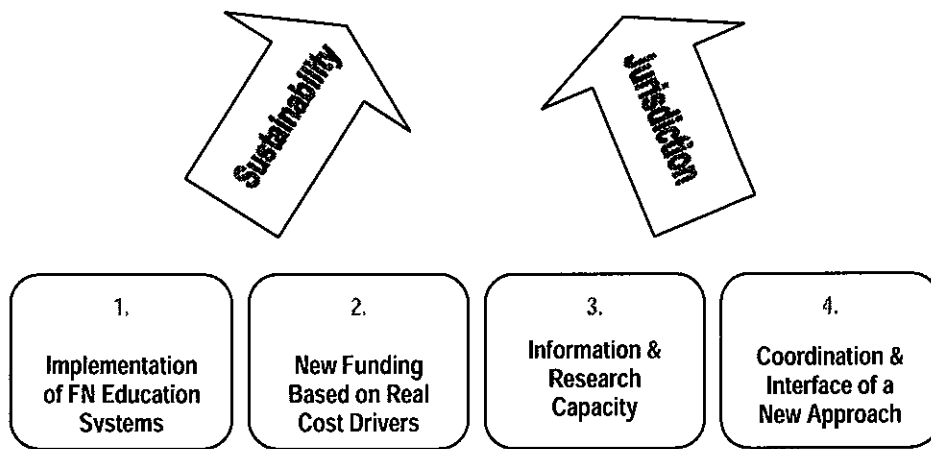 Sustainability
Jurisdiction
1.
Implementation
of FN Education
Systems
2.
New Funding
Based on Real
Cost Drivers
3.
Information &
Research
Capacity
4.
Coordination &
Interface of a
New Approach